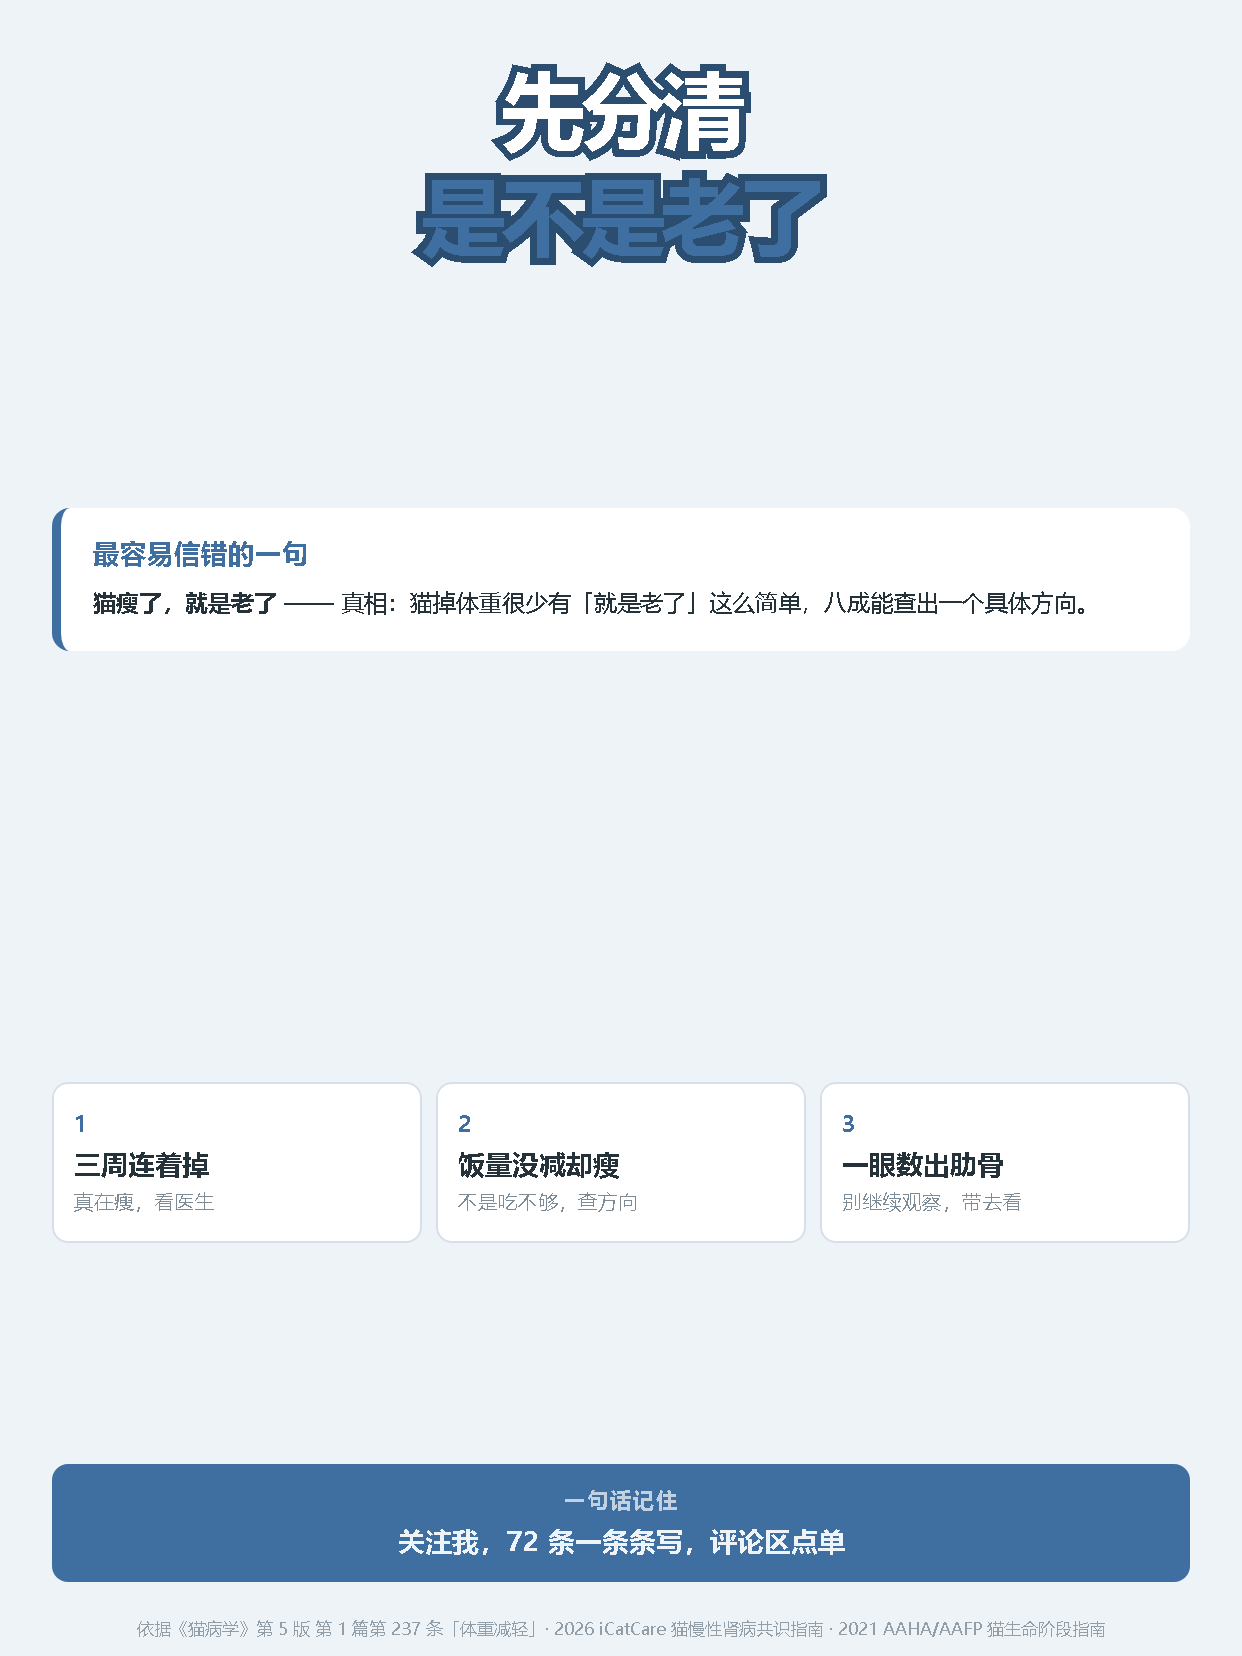 先分清
是不是老了
最容易信错的一句
猫瘦了，就是老了 —— 真相：猫掉体重很少有「就是老了」这么简单，八成能查出一个具体方向。
1
三周连着掉
真在瘦，看医生
2
饭量没减却瘦
不是吃不够，查方向
3
一眼数出肋骨
别继续观察，带去看
一句话记住
关注我，72 条一条条写，评论区点单
依据《猫病学》第 5 版 第 1 篇第 237 条「体重减轻」· 2026 iCatCare 猫慢性肾病共识指南 · 2021 AAHA/AAFP 猫生命阶段指南